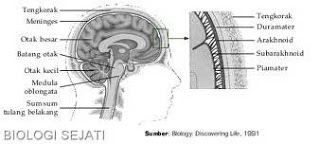 Tengkorak
Meninges
Otak besar
Batang otak
Otak kecil
Medula
oblongata
Sumsum
tulang belakang
Tengkorak
Duramater
Arakhnoid
Subarakhnoid
Piamater
BIOLOGI SEJATI
Sumber: Biology: Discovering Life, 1991